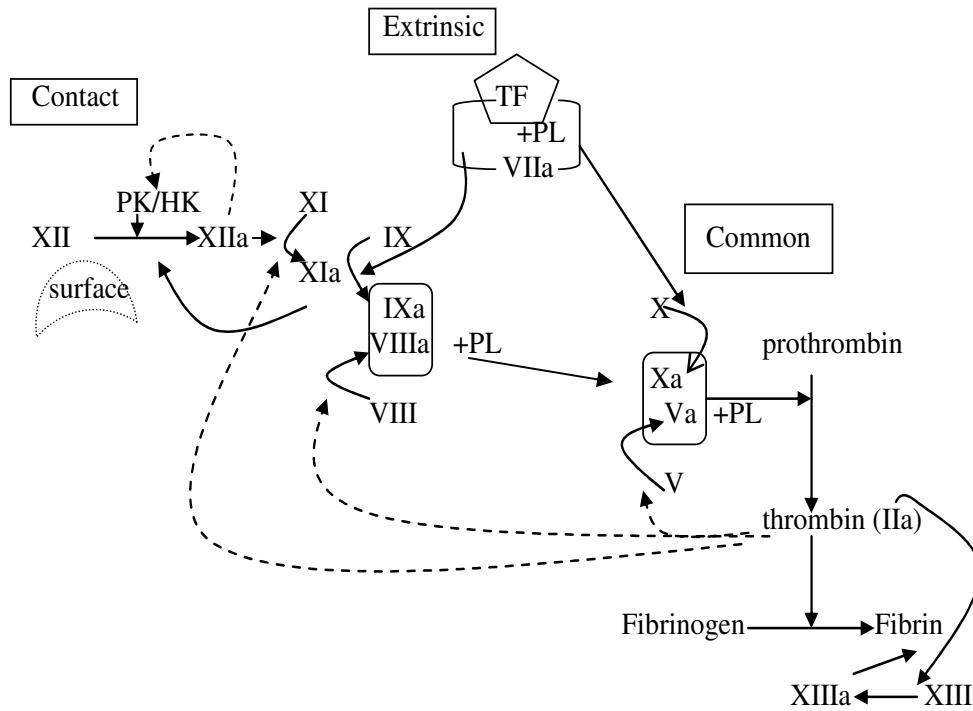 Extrinsic
Contact
TF
+PL
VIIa
PK/HK
XI
XII
XIIa
IX
Common
XIa
surface
IXa
X
VIIIa
+PL
prothrombin
Xa
VIII
Va
+PL
V
thrombin (IIa)
Fibrinogen
Fibrin
XIIIa
XIII